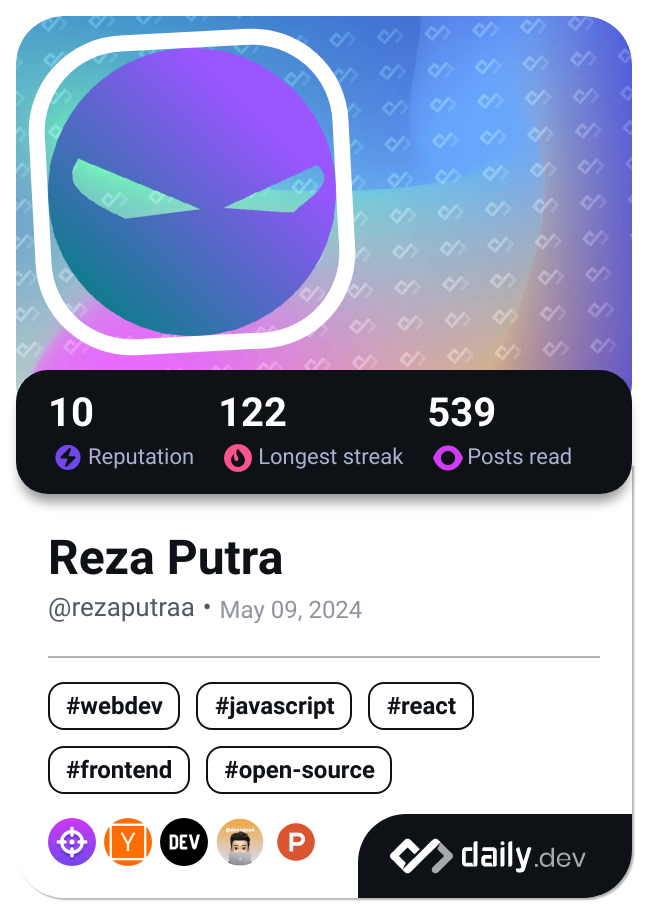 10 122 539
Reputation Longest streak Posts read
Reza Putra
@rezaputraa • May 09, 2024
#webdev #javascript #react
#frontend #open-source
Y DEV P
daily.dev